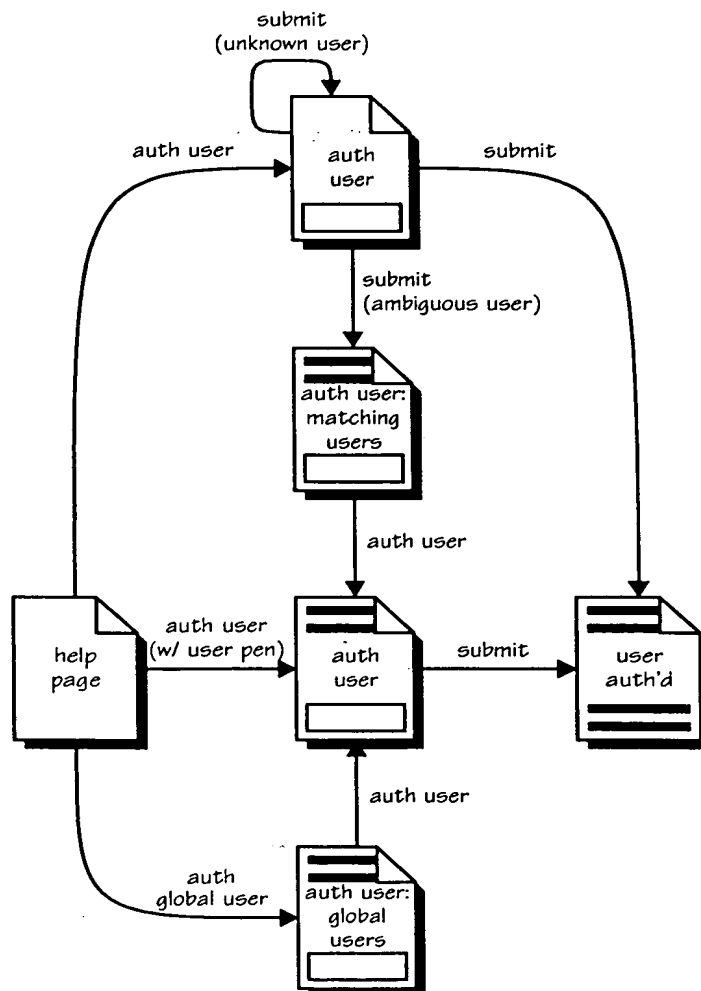 submit
(unknown user)
auth user
auth
user
submit
submit
(ambiguous user)
auth user:
matching
users
auth user
help
page
auth user
(w/ user pen)
auth
user
submit
user
auth'd
auth user
auth
global user
auth user:
global
users